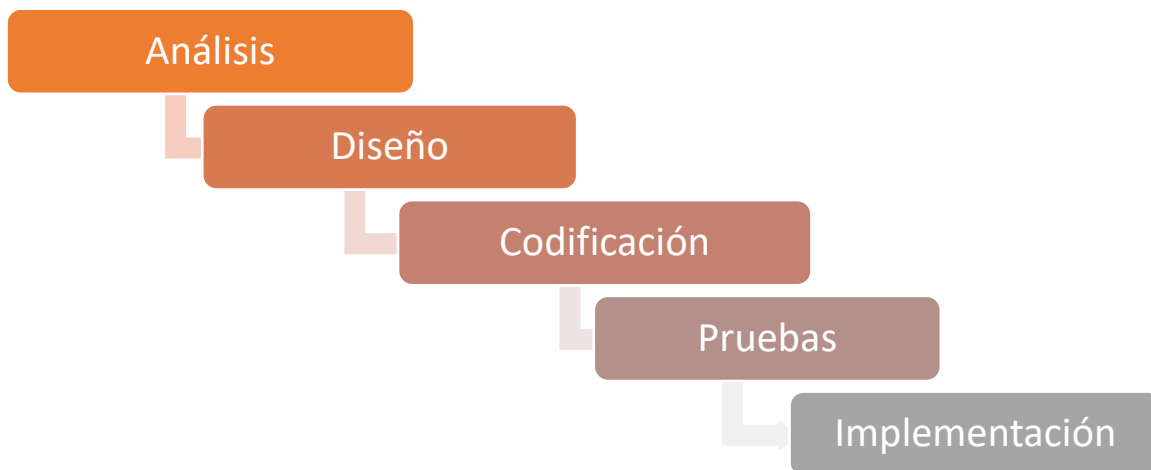 Análisis
Diseño
Codificación
Pruebas
Implementación